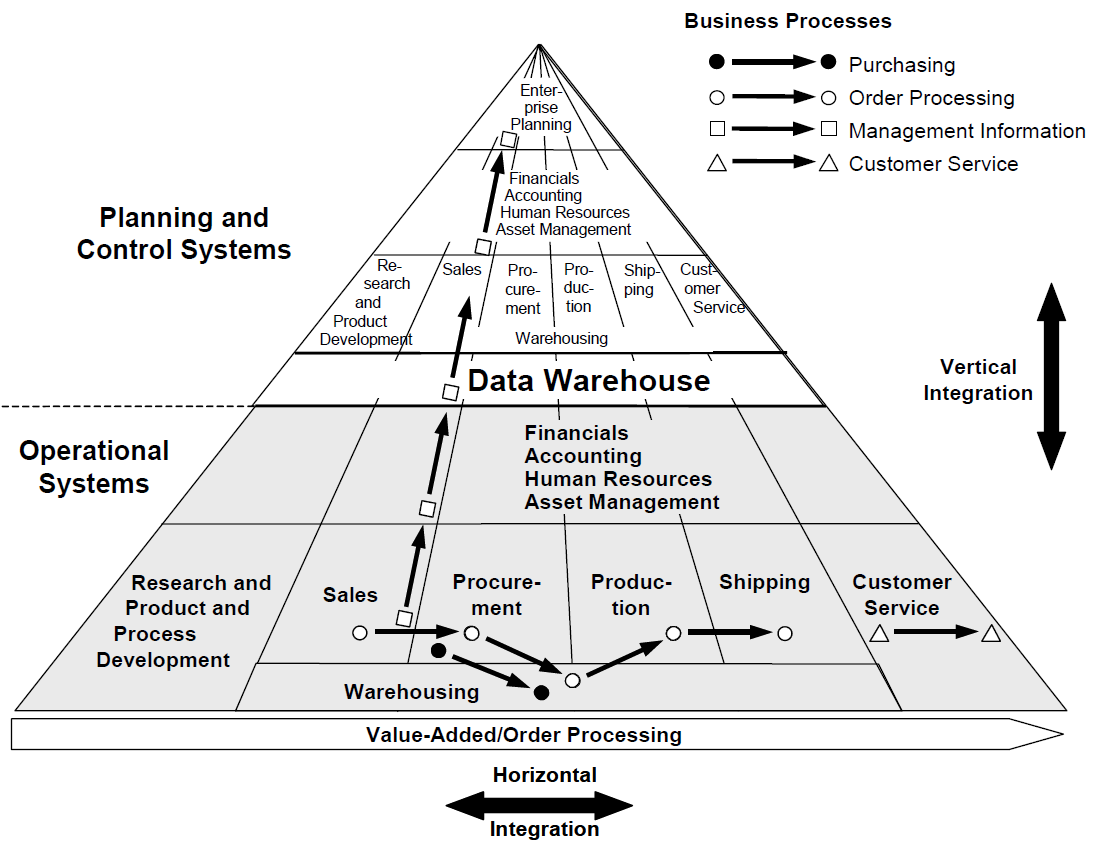 Business Processes
Purchasing
Order Processing
Management Information
Customer Service
Enter-
prise
Planning
Financials
Accounting
Human Resources
Asset Management
Planning and
Control Systems
Re-
search
and
Product
Development
Sales
Pro-
cure-
ment
Pro-
duc-
tion
Ship-
ping
Cust-
omer
Service
Warehousing
Data Warehouse
Vertical
Integration
Operational
Systems
Financials
Accounting
Human Resources
Asset Management
Research and
Product and
Process
Development
Sales
Procure-
ment
Produc-
tion
Shipping
Customer
Service
Warehousing
Value-Added/Order Processing
Horizontal
Integration